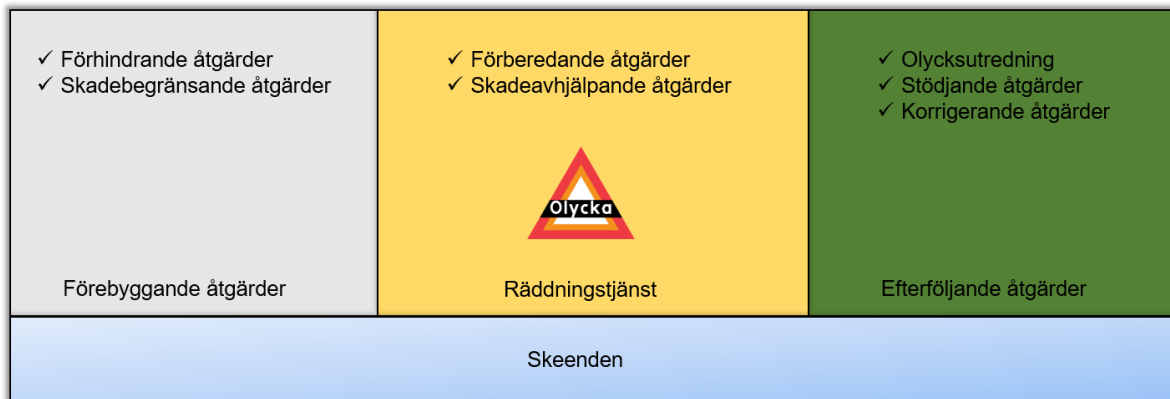 ✓ Förhindrande åtgärder
✓ Skadebegränsande åtgärder
Förebyggande åtgärder
✓ Förberedande åtgärder
✓ Skadeavhjälpande åtgärder
Olycka
Räddningstjänst
✓ Olycksutredning
✓ Stödjande åtgärder
✓ Korrigerande åtgärder
Efterföljande åtgärder
Skeenden